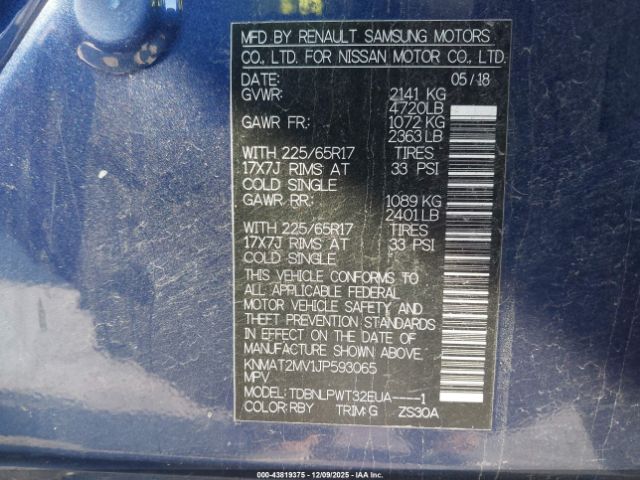 MFD BY RENAULT SAMSUNG MOTORS
CO., LTD. FOR NISSAN MOTOR CO., LTD.
DATE: 05/18
GVWR: 2141 KG
4720LB
GAWR FR: 1072 KG
2363LB
WITH 225/65R17 TIRES
17X7J RIMS AT 33 PSI
COLD SINGLE
GAWR RR: 1089 KG
2401LB
WITH 225/65R17 TIRES
17X7J RIMS AT 33 PSI
COLD SINGLE
THIS VEHICLE CONFORMS TO
ALL APPLICABLE FEDERAL
MOTOR VEHICLE SAFETY AND
THEFT PREVENTION STANDARDS
IN EFFECT ON THE DATE OF
MANUFACTURE SHOWN ABOVE.
KNMAT2MV1JP593065
MPV
MODEL: TDBNLPWT32EUA----1
COLOR:RBY TRIM:G ZS30A
000-43819375 • 12/09/2025 • IAA Inc.